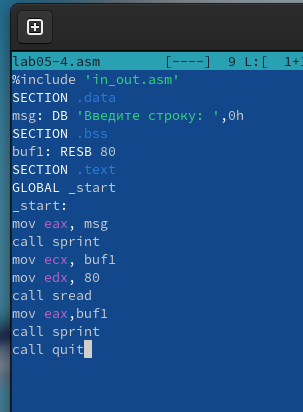 lab05-4.asm [----] 9 L:[ 1+
%include 'in_out.asm'
SECTION .data
msg: DB 'Введите строку: ',0h
SECTION .bss
buf1: RESB 80
SECTION .text
GLOBAL _start
_start:
mov eax, msg
call sprint
mov ecx, buf1
mov edx, 80
call sread
mov eax,buf1
call sprint
call quit